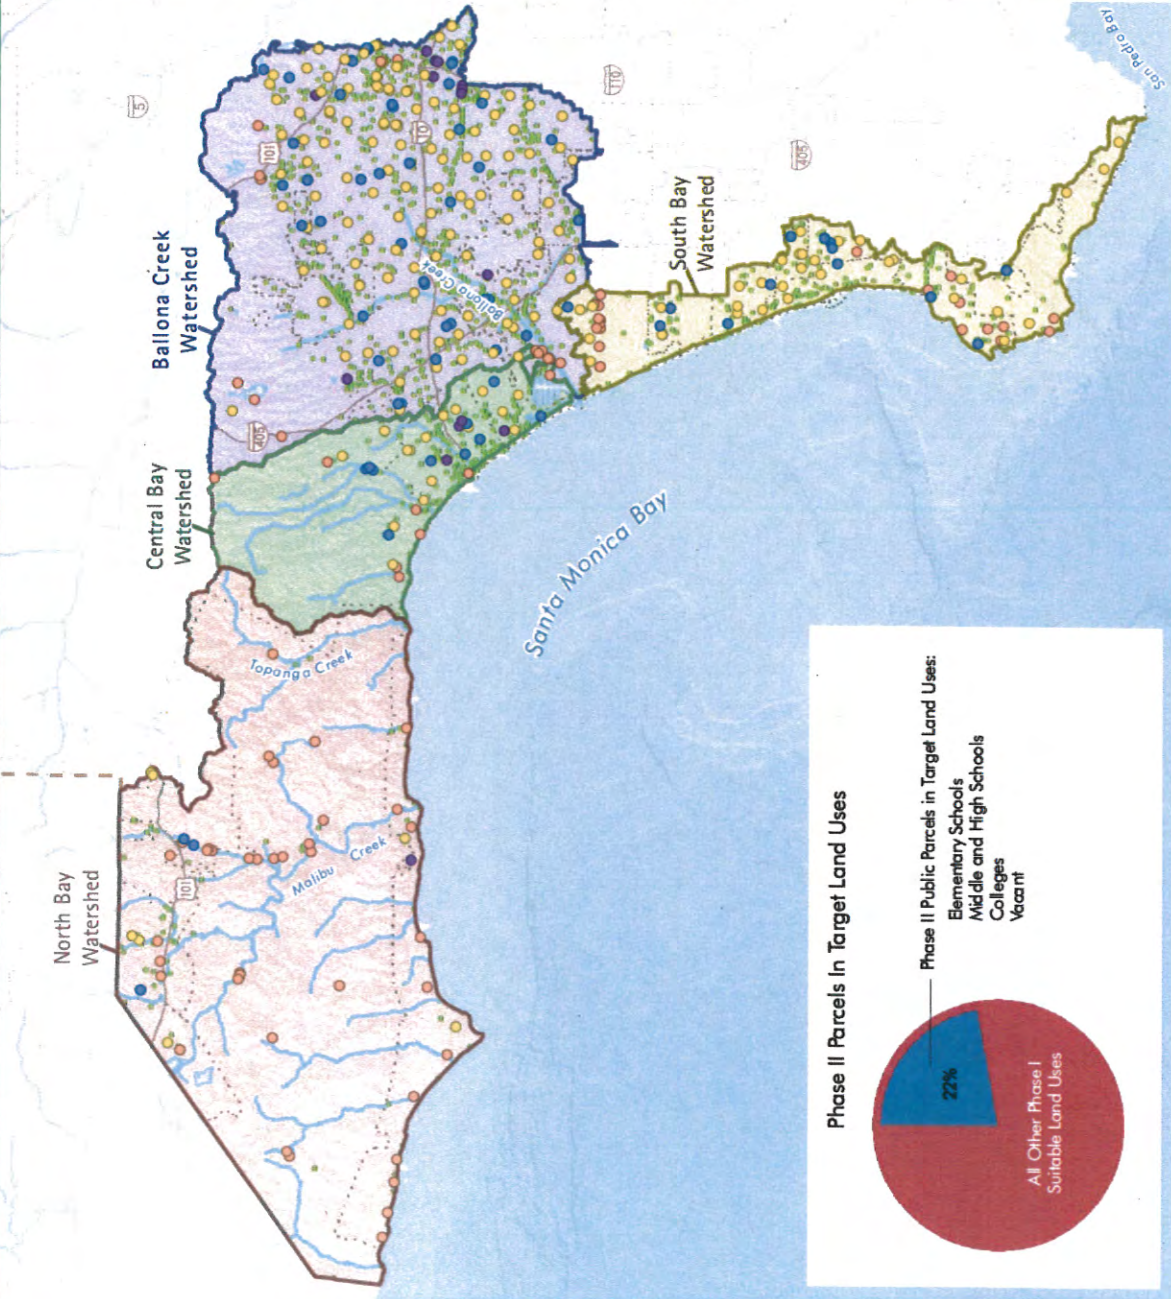 North Bay
Watershed
Central Bay
Watershed
Ballona Creek
Watershed
South Bay
Watershed
5
101
10
110
405
405
101
Topanga Creek
Malibu Creek
Ballona Creek
Santa Monica Bay
San Pedro Bay
Phase II Parcels In Target Land Uses
22%
Phase II Public Parcels in Target Land Uses:
Elementary Schools
Middle and High Schools
Colleges
Vacant
All Other Phase I
Suitable Land Uses